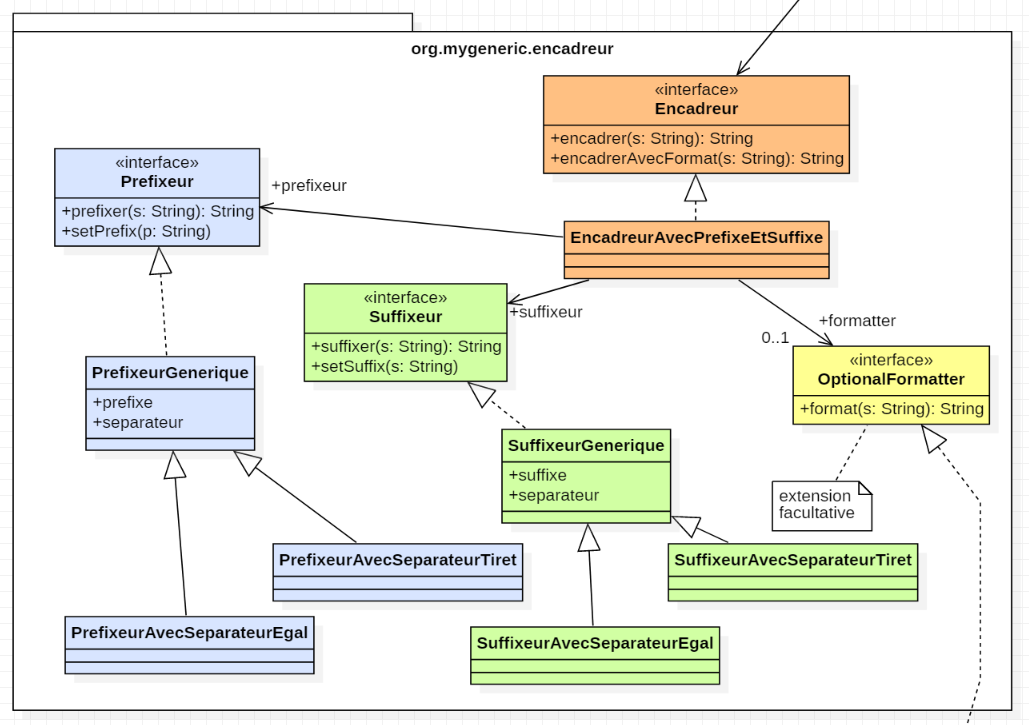 org.mygeneric.encadreur
«interface»
Encadreur
+encadrer(s: String): String
+encadrerAvecFormat(s: String): String
«interface»
Prefixeur
+prefixer(s: String): String
+setPrefix(p: String)
+prefixeur
EncadreurAvecPrefixeEtSuffixe
«interface»
Suffixeur
+suffixer(s: String): String
+setSuffix(s: String)
+suffixeur
+formatter
0..1
«interface»
OptionalFormatter
+format(s: String): String
PrefixeurGenerique
+prefixe
+separateur
SuffixeurGenerique
+suffixe
+separateur
extension
facultative
PrefixeurAvecSeparateurTiret
SuffixeurAvecSeparateurTiret
PrefixeurAvecSeparateurEgal
SuffixeurAvecSeparateurEgal